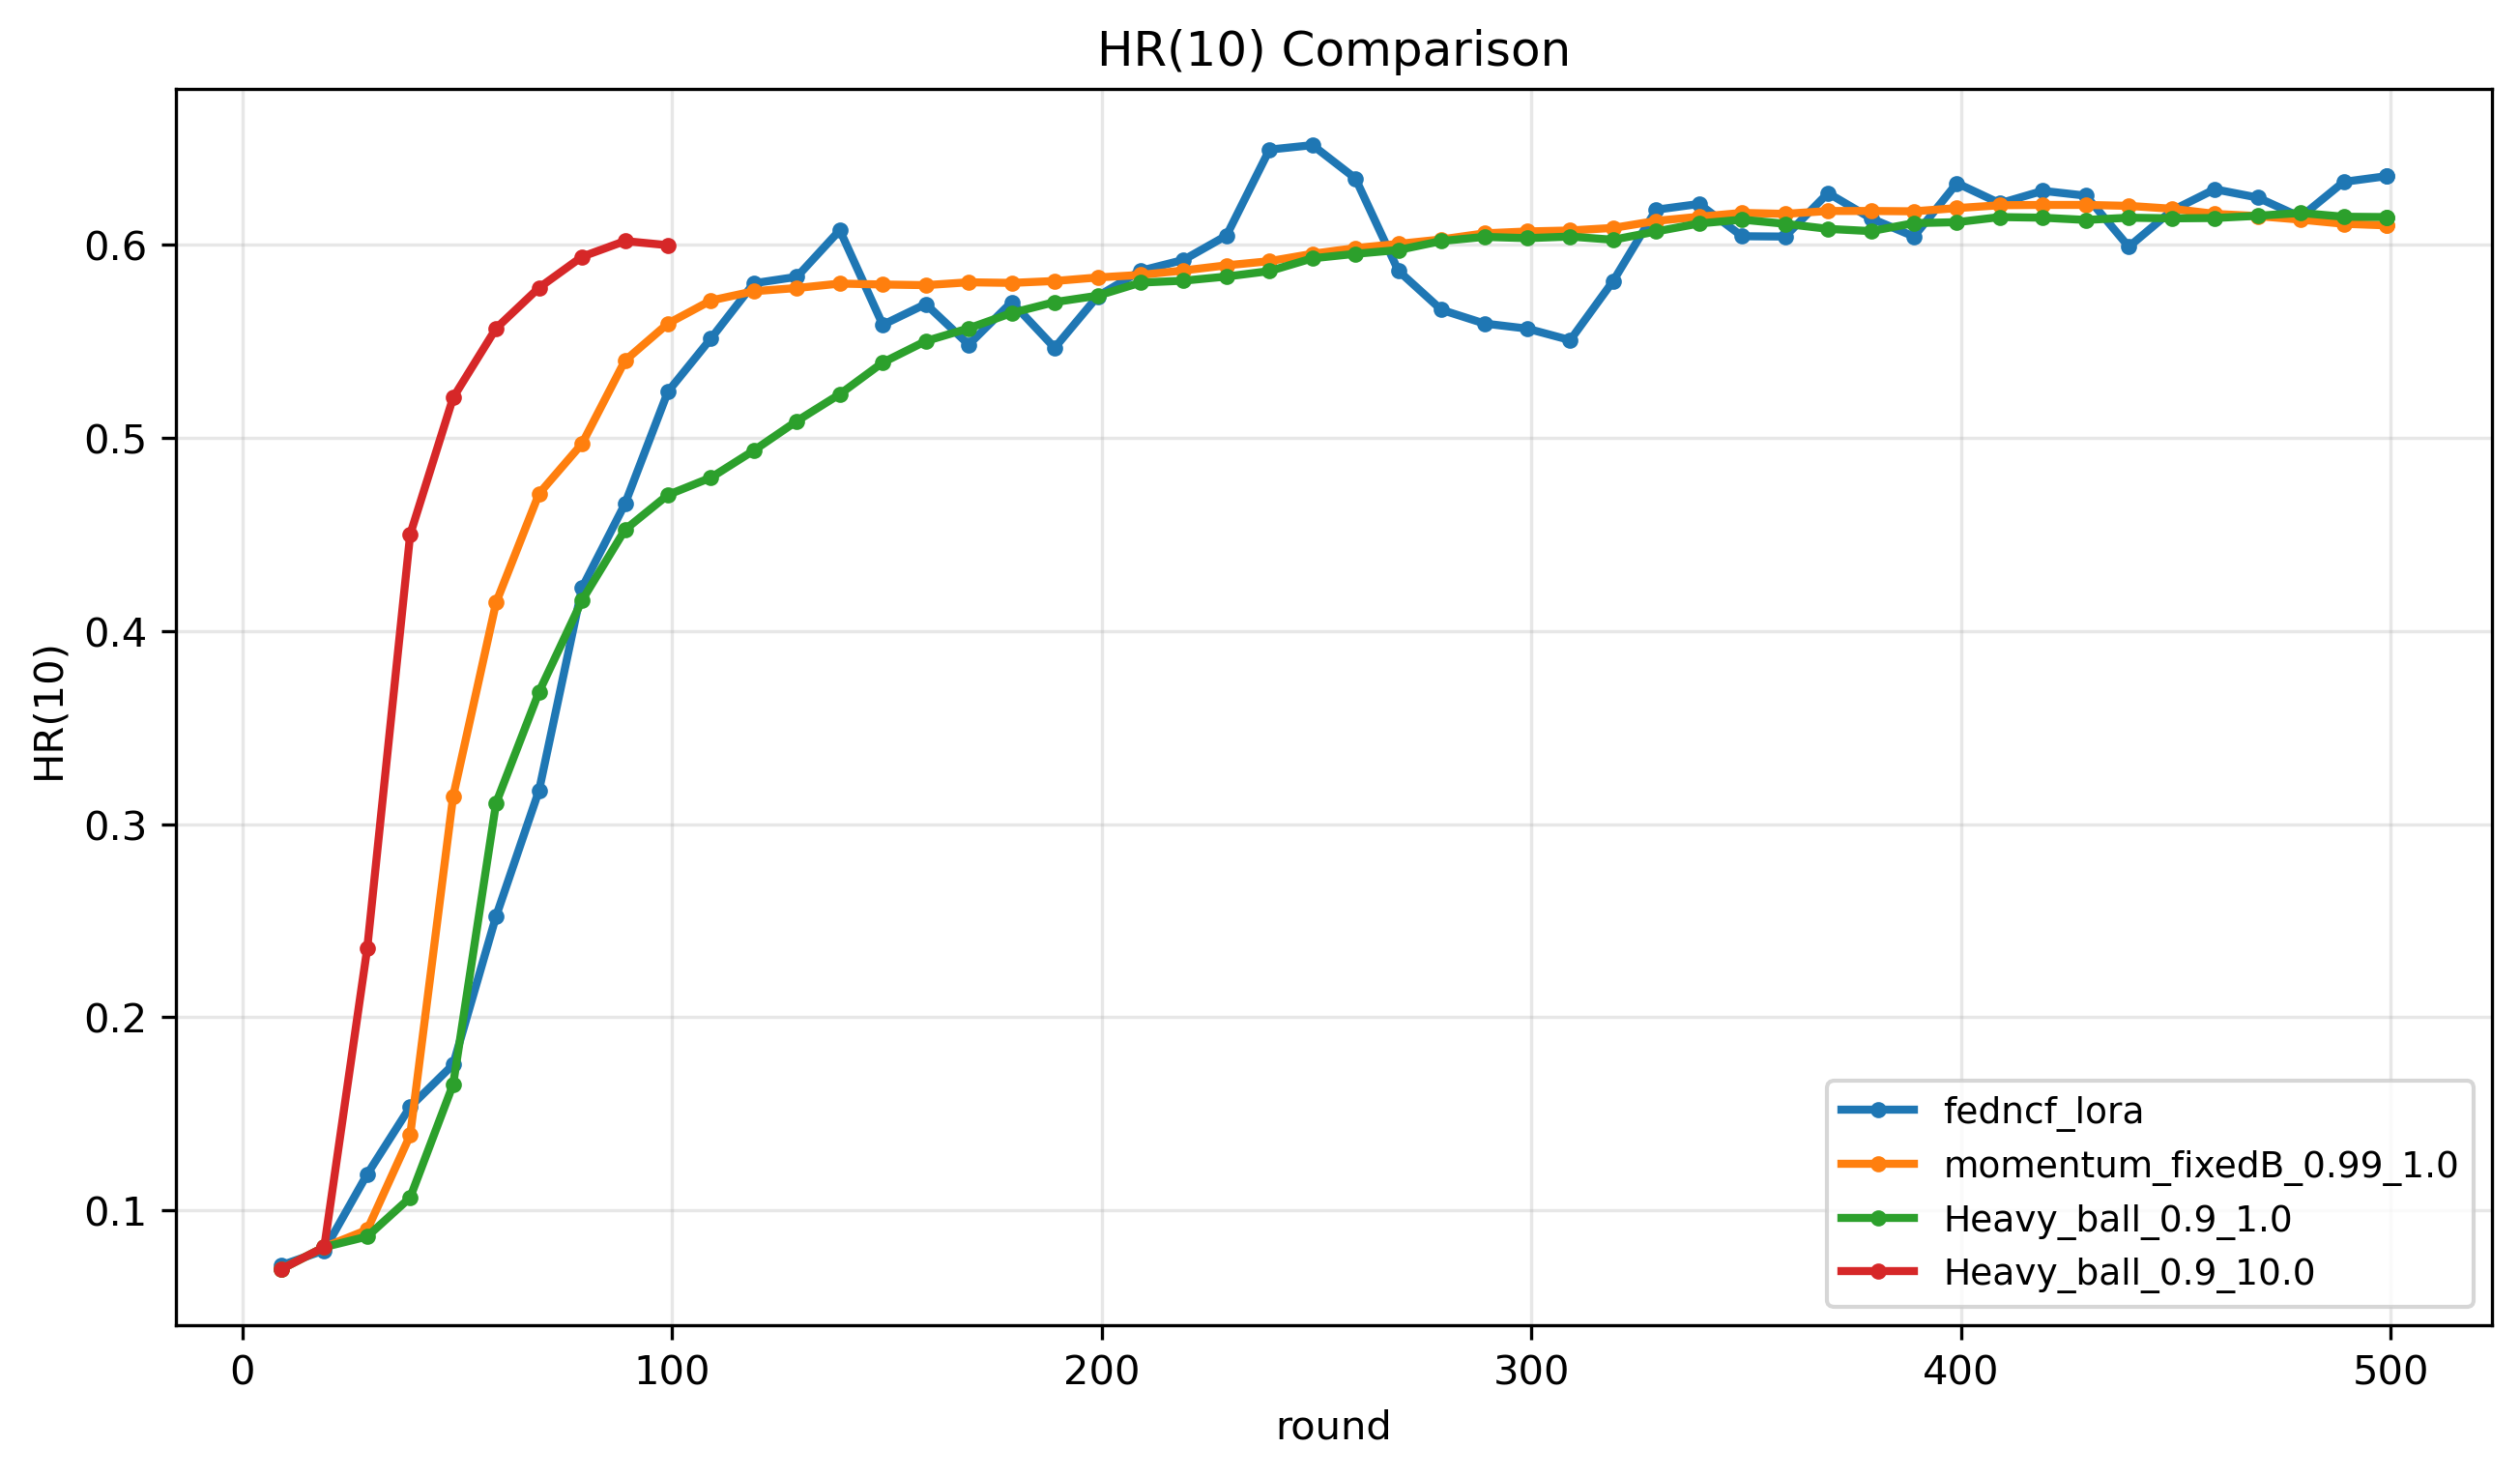 HR(10) Comparison
HR(10)
0.6
0.5
0.4
0.3
0.2
0.1
0 100 200 300 400 500
round
fedncf_lora
momentum_fixedB_0.99_1.0
Heavy_ball_0.9_1.0
Heavy_ball_0.9_10.0